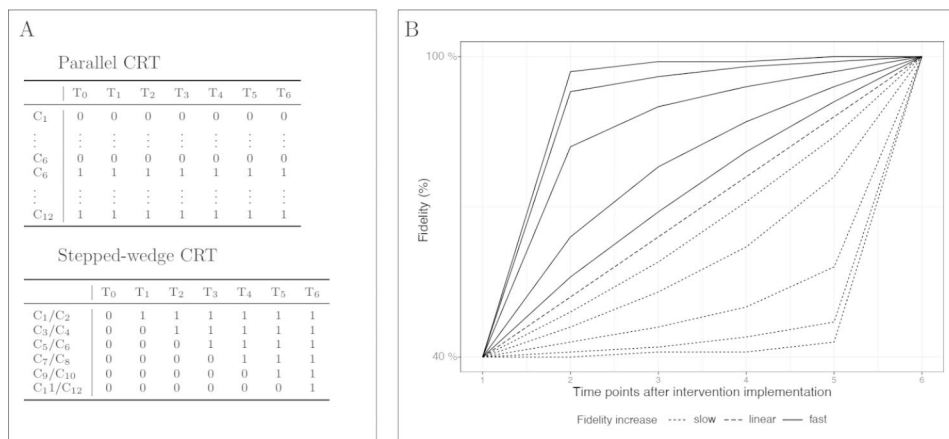 A
Parallel CRT
T0 T1 T2 T3 T4 T5 T6
C1 0 0 0 0 0 0 0
⋮ ⋮ ⋮ ⋮ ⋮ ⋮ ⋮ ⋮
C6 0 0 0 0 0 0 0
C6 1 1 1 1 1 1 1
⋮ ⋮ ⋮ ⋮ ⋮ ⋮ ⋮ ⋮
C12 1 1 1 1 1 1 1
Stepped-wedge CRT
T0 T1 T2 T3 T4 T5 T6
C1/C2 0 1 1 1 1 1 1
C3/C4 0 0 1 1 1 1 1
C5/C6 0 0 0 1 1 1 1
C7/C8 0 0 0 0 1 1 1
C9/C10 0 0 0 0 0 1 1
C11/C12 0 0 0 0 0 0 1
B
100 %
Fidelity (%)
40 %
1 2 3 4 5 6
Time points after intervention implementation
Fidelity increase slow linear fast